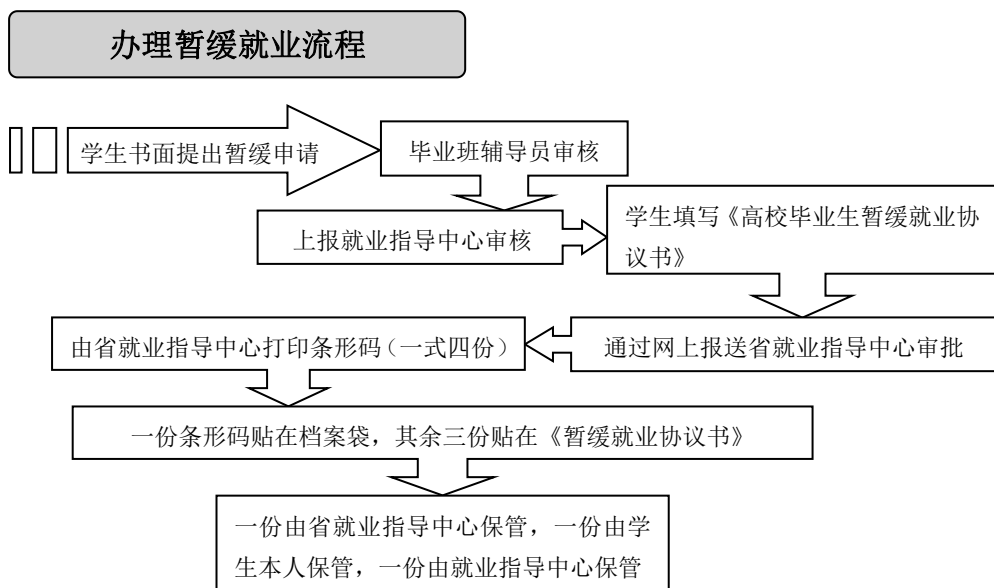 办理暂缓就业流程
学生书面提出暂缓申请
毕业班辅导员审核
上报就业指导中心审核
学生填写《高校毕业生暂缓就业协
议书》
通过网上报送省就业指导中心审批
由省就业指导中心打印条形码（一式四份）
一份条形码贴在档案袋，其余三份贴在《暂缓就业协议书》
一份由省就业指导中心保管，一份由学
生本人保管，一份由就业指导中心保管